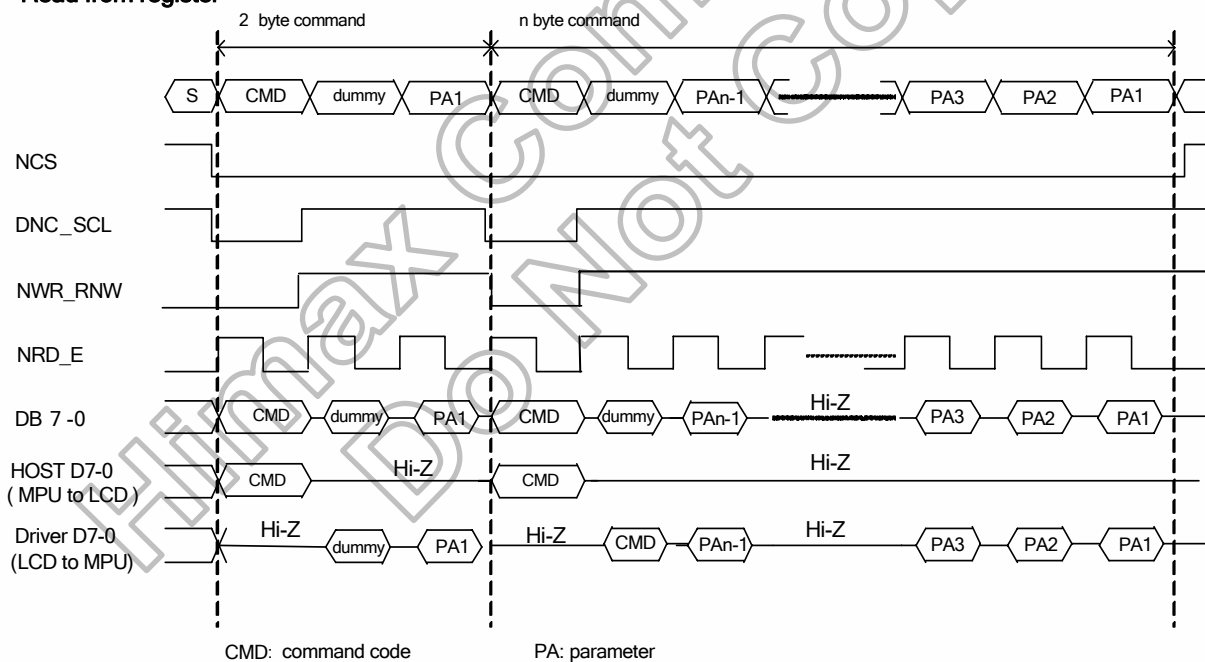 Read from register
2 byte command
n byte command
S CMD dummy PA1 CMD dummy PAn-1 PA3 PA2 PA1
NCS
DNC_SCL
NWR_RNW
NRD_E
DB 7 -0 CMD dummy PA1 CMD dummy PAn-1 Hi-Z PA3 PA2 PA1
HOST D7-0
( MPU to LCD ) CMD Hi-Z CMD Hi-Z
Driver D7-0
(LCD to MPU) Hi-Z dummy PA1 Hi-Z CMD PAn-1 Hi-Z PA3 PA2 PA1
CMD: command code PA: parameter
Himax
Do Not